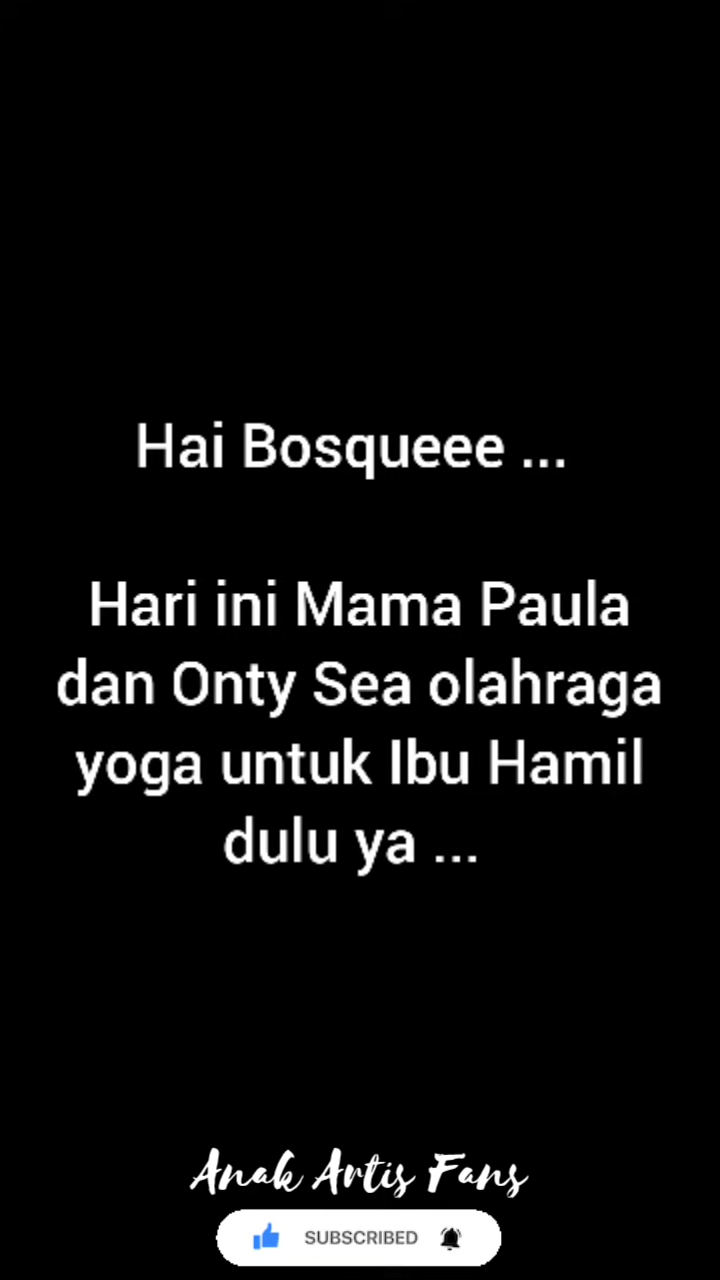 Hai Bosqueee ...
Hari ini Mama Paula
dan Onty Sea olahraga
yoga untuk Ibu Hamil
dulu ya ...
Anak Artis Fans
SUBSCRIBED